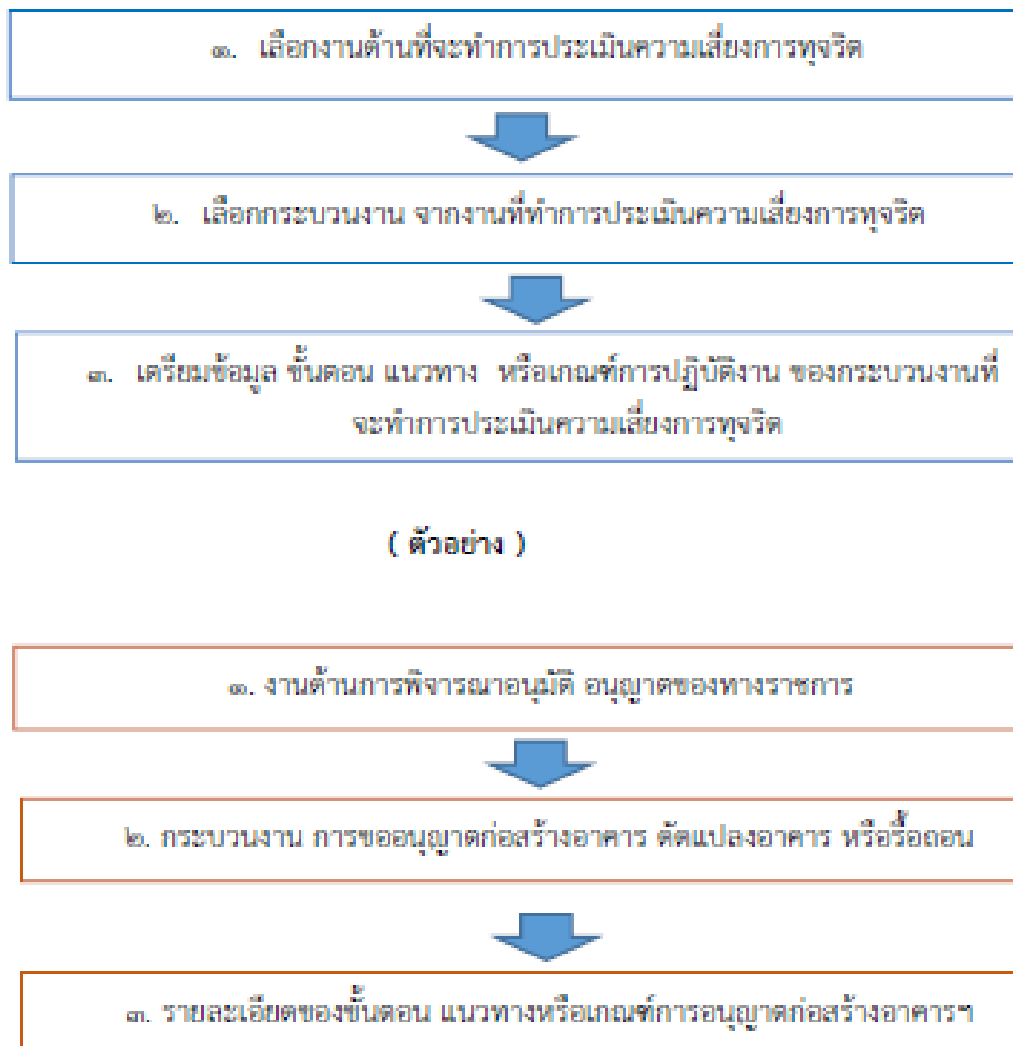 ๑. เลือกงานด้านที่จะทำการประเมินความเสี่ยงการทุจริต
๒. เลือกกระบวนงาน จากงานที่ทำการประเมินความเสี่ยงการทุจริต
๓. เตรียมข้อมูล ขั้นตอน แนวทาง หรือเกณฑ์การปฏิบัติงาน ของกระบวนงานที่
จะทำการประเมินความเสี่ยงการทุจริต
( ตัวอย่าง )
๑. งานด้านการพิจารณาอนุมัติ อนุญาตของทางราชการ
๒. กระบวนงาน การขออนุญาตก่อสร้างอาคาร ดัดแปลงอาคาร หรือรื้อถอน
๓. รายละเอียดของขั้นตอน แนวทางหรือเกณฑ์การอนุญาตก่อสร้างอาคารฯ